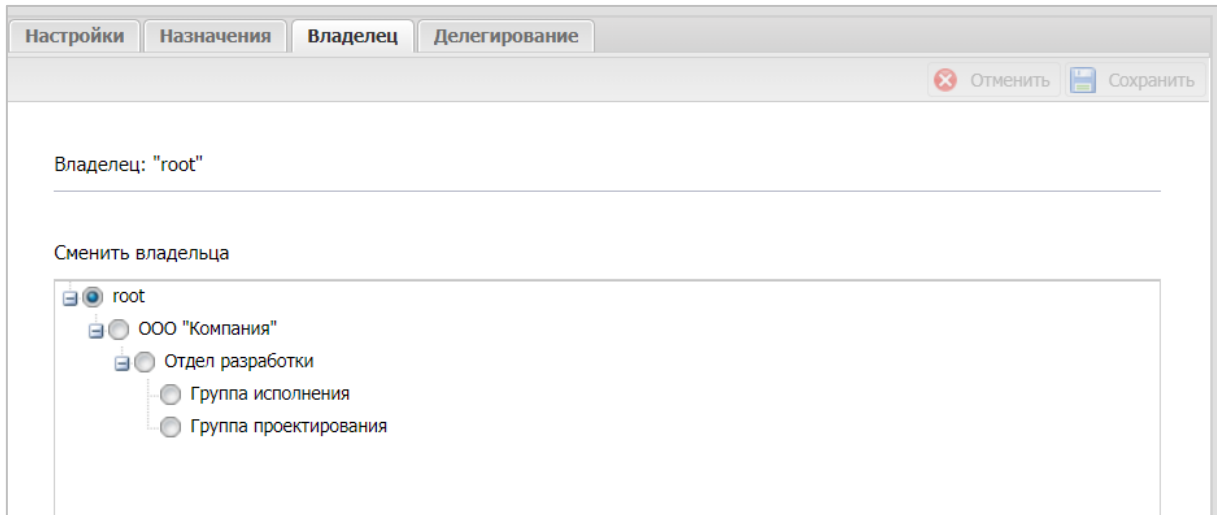 Настройки Назначения Владелец Делегирование
Отменить Сохранить
Владелец: "root"
Сменить владельца
root
ООО "Компания"
Отдел разработки
Группа исполнения
Группа проектирования